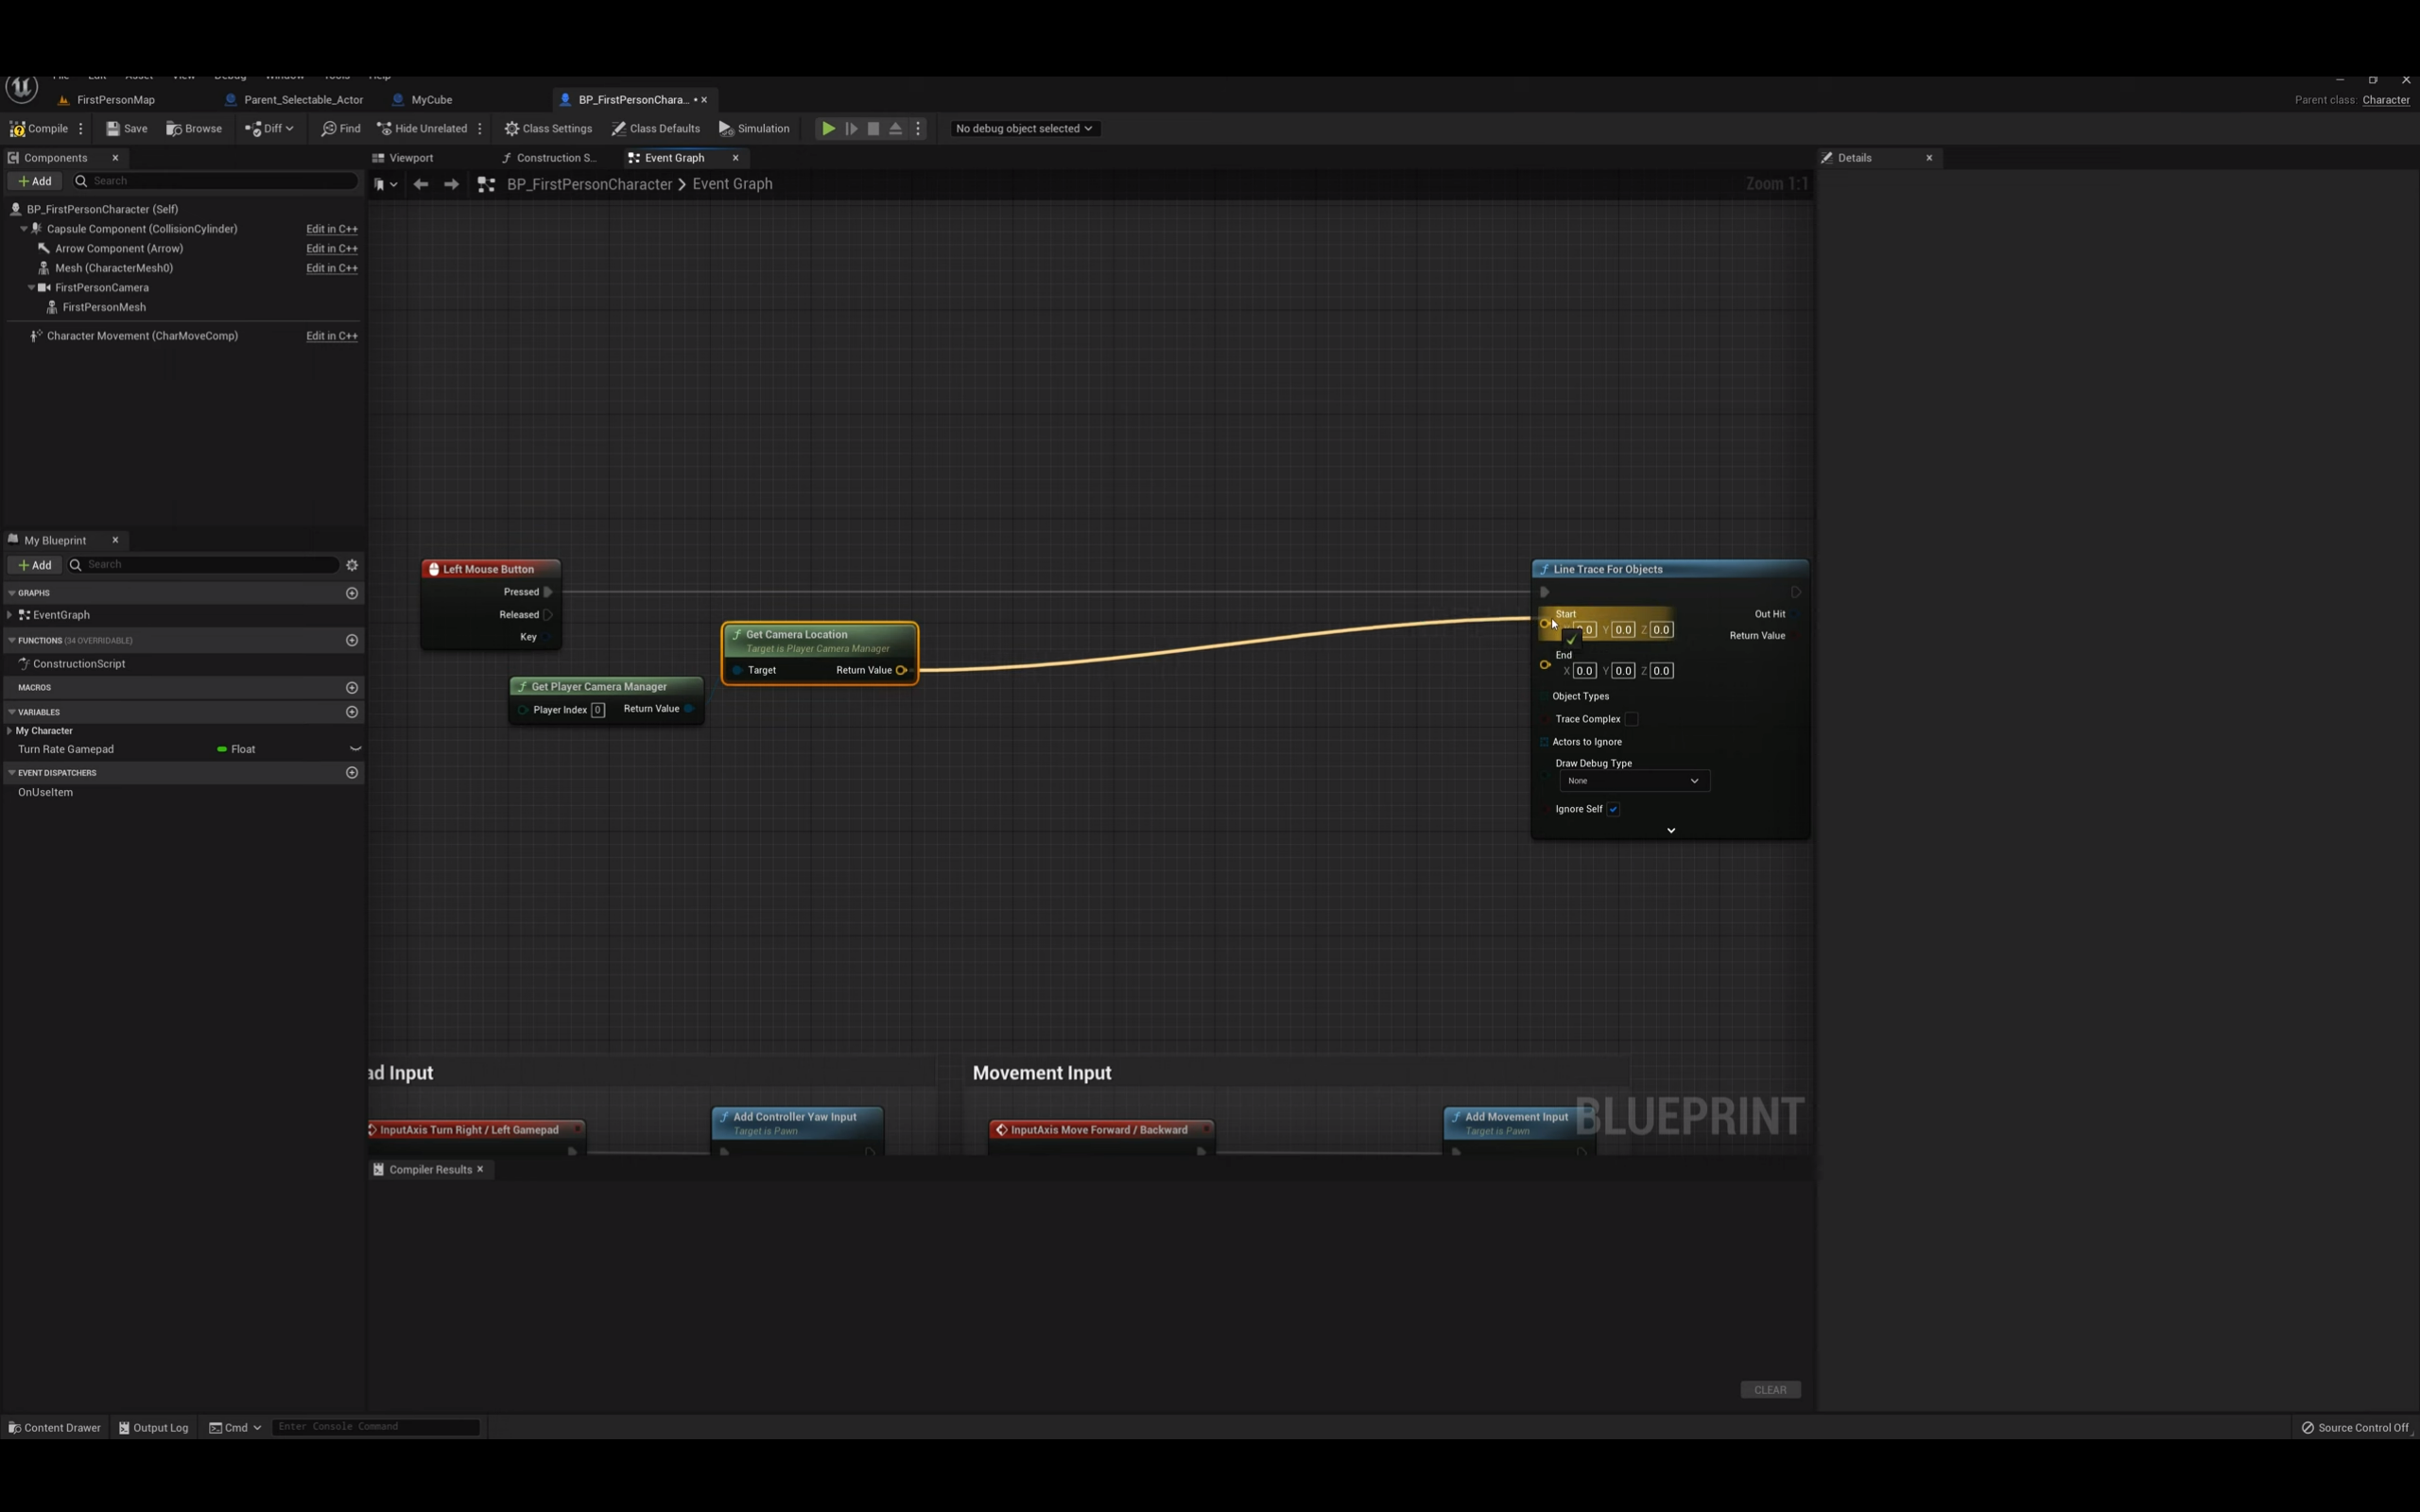 File Edit Asset View Debug Window Tools Help
FirstPersonMap Parent_Selectable_Actor MyCube BP_FirstPersonChara... • Parent class: Character
Compile Save Browse Diff Find Hide Unrelated Class Settings Class Defaults Simulation No debug object selected
Components Viewport Construction S... Event Graph Details
Add Search BP_FirstPersonCharacter > Event Graph Zoom 1:1
BP_FirstPersonCharacter (Self)
Capsule Component (CollisionCylinder) Edit in C++
Arrow Component (Arrow) Edit in C++
Mesh (CharacterMesh0) Edit in C++
FirstPersonCamera
FirstPersonMesh
Character Movement (CharMoveComp) Edit in C++
My Blueprint
Add Search
GRAPHS
EventGraph
FUNCTIONS (34 OVERRIDABLE)
ConstructionScript
MACROS
VARIABLES
My Character
Turn Rate Gamepad Float
EVENT DISPATCHERS
OnUseItem
Left Mouse Button
Pressed
Released
Key
Get Player Camera Manager
Player Index 0 Return Value
Get Camera Location
Target is Player Camera Manager
Target Return Value
Line Trace For Objects
Start Out Hit
0.0 Y 0.0 Z 0.0 Return Value
End
X 0.0 Y 0.0 Z 0.0
Object Types
Trace Complex
Actors to Ignore
Draw Debug Type
None
Ignore Self
ad Input
InputAxis Turn Right / Left Gamepad
Add Controller Yaw Input
Target is Pawn
Movement Input
InputAxis Move Forward / Backward
Add Movement Input
Target is Pawn
BLUEPRINT
Compiler Results
CLEAR
Content Drawer Output Log Cmd Enter Console Command Source Control Off